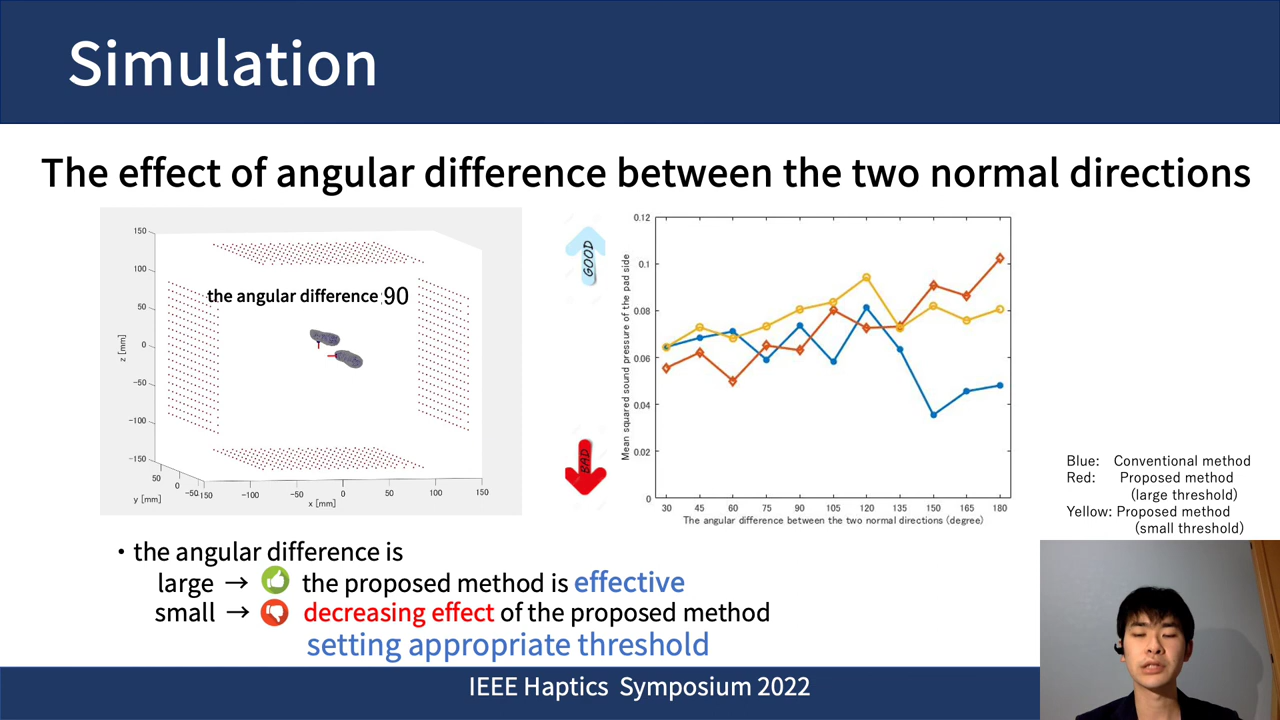 Simulation
The effect of angular difference between the two normal directions
150
100
50
0
-50
-100
-150
z [mm]
the angular difference 90
50
0
-50
y [mm]
-150
-100
-50
0
50
100
150
x [mm]
GOOD
BAD
0.12
0.1
0.08
0.06
0.04
0.02
0
Mean squared sound pressure of the pad side
30 45 60 75 90 105 120 135 150 165 180
The angular difference between the two normal directions (degree)
Blue: Conventional method
Red: Proposed method
(large threshold)
Yellow: Proposed method
(small threshold)
・the angular difference is
large → the proposed method is effective
small → decreasing effect of the proposed method
setting appropriate threshold
IEEE Haptics Symposium 2022